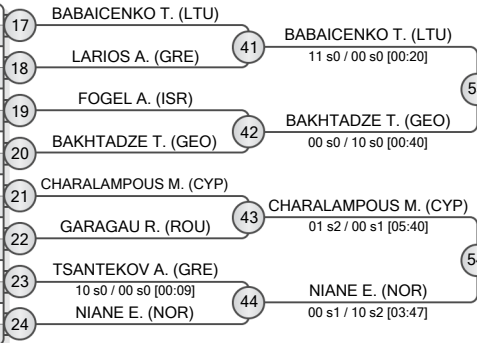 BABAICENKO T. (LTU)
17
41
BABAICENKO T. (LTU)
11 s0 / 00 s0 [00:20]
LARIOS A. (GRE)
18
FOGEL A. (ISR)
19
42
BAKHTADZE T. (GEO)
00 s0 / 10 s0 [00:40]
BAKHTADZE T. (GEO)
20
CHARALAMPOUS M. (CYP)
21
43
CHARALAMPOUS M. (CYP)
01 s2 / 00 s1 [05:40]
GARAGAU R. (ROU)
22
TSANTEKOV A. (GRE)
10 s0 / 00 s0 [00:09]
23
44
NIANE E. (NOR)
00 s1 / 10 s2 [03:47]
NIANE E. (NOR)
24